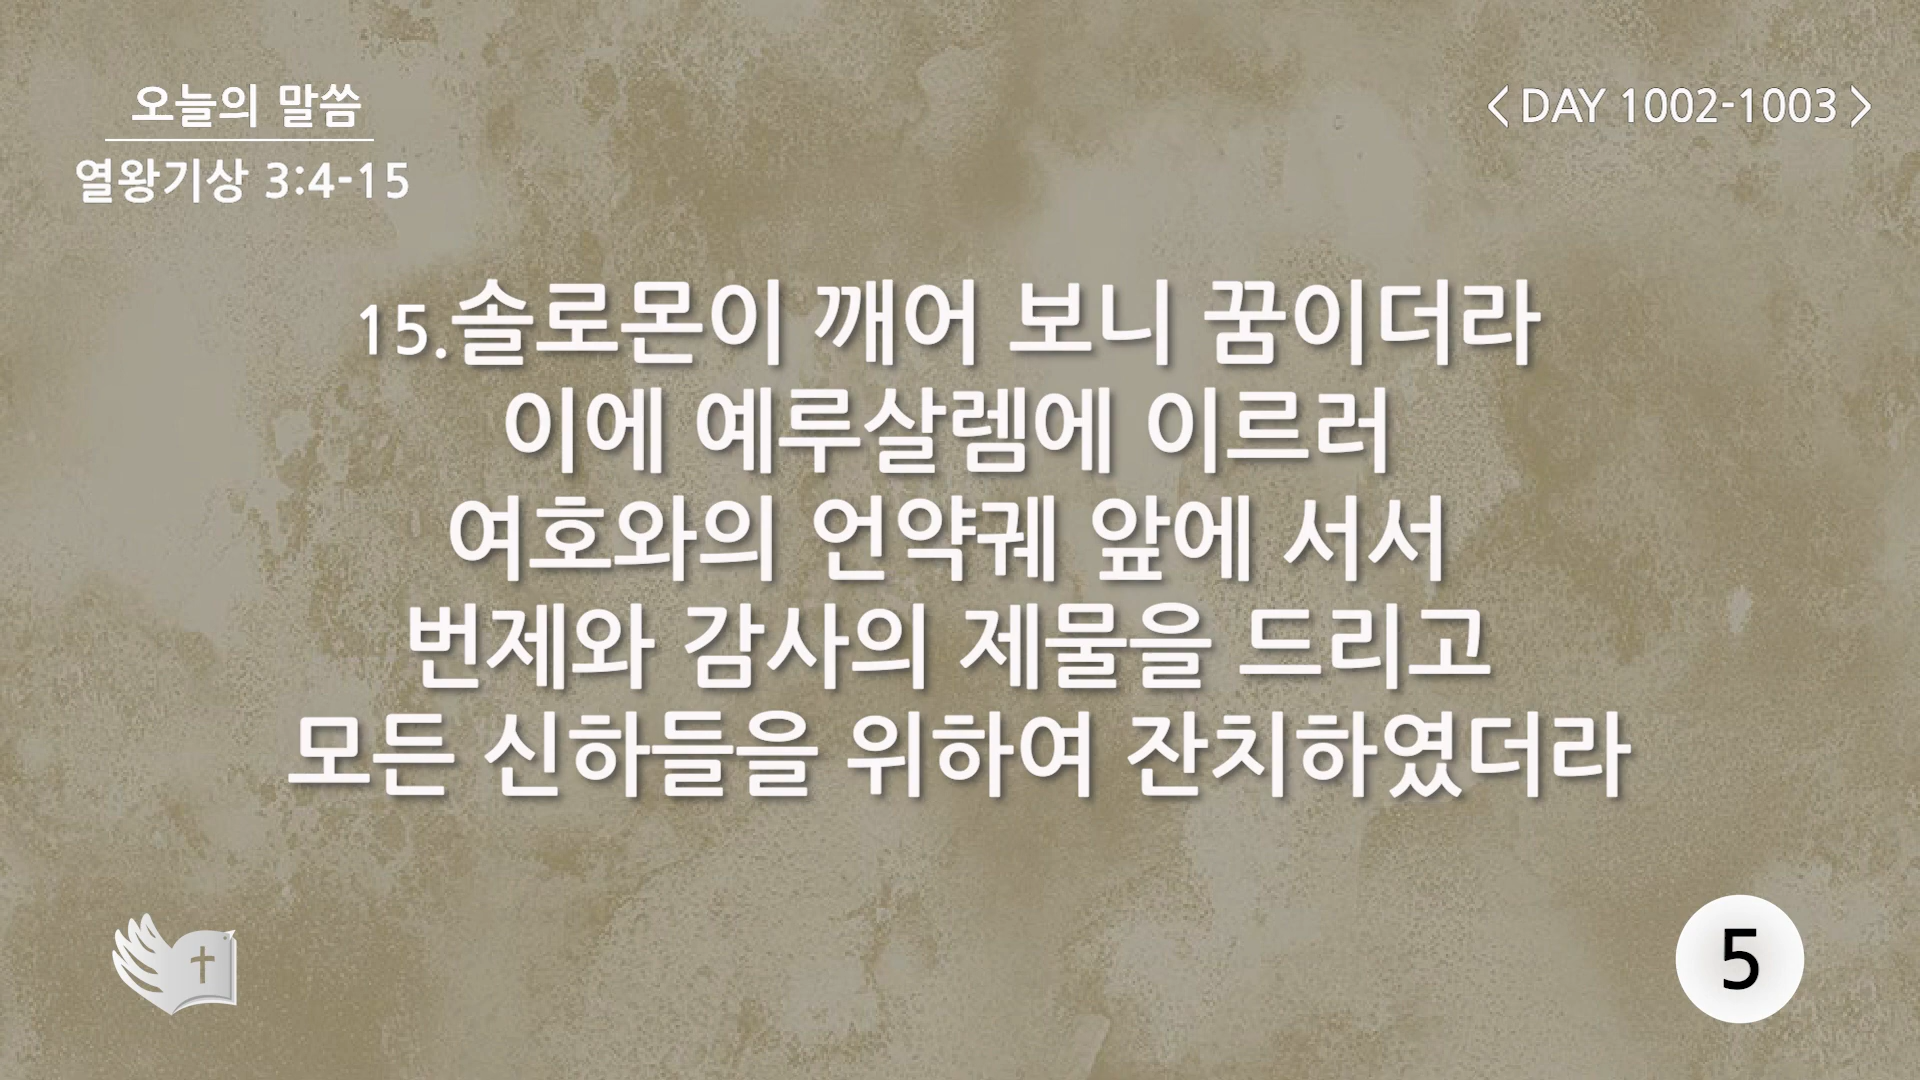 오늘의 말씀
열왕기상 3:4-15
< DAY 1002-1003 >
15.솔로몬이 깨어 보니 꿈이더라
이에 예루살렘에 이르러
여호와의 언약궤 앞에 서서
번제와 감사의 제물을 드리고
모든 신하들을 위하여 잔치하였더라
5